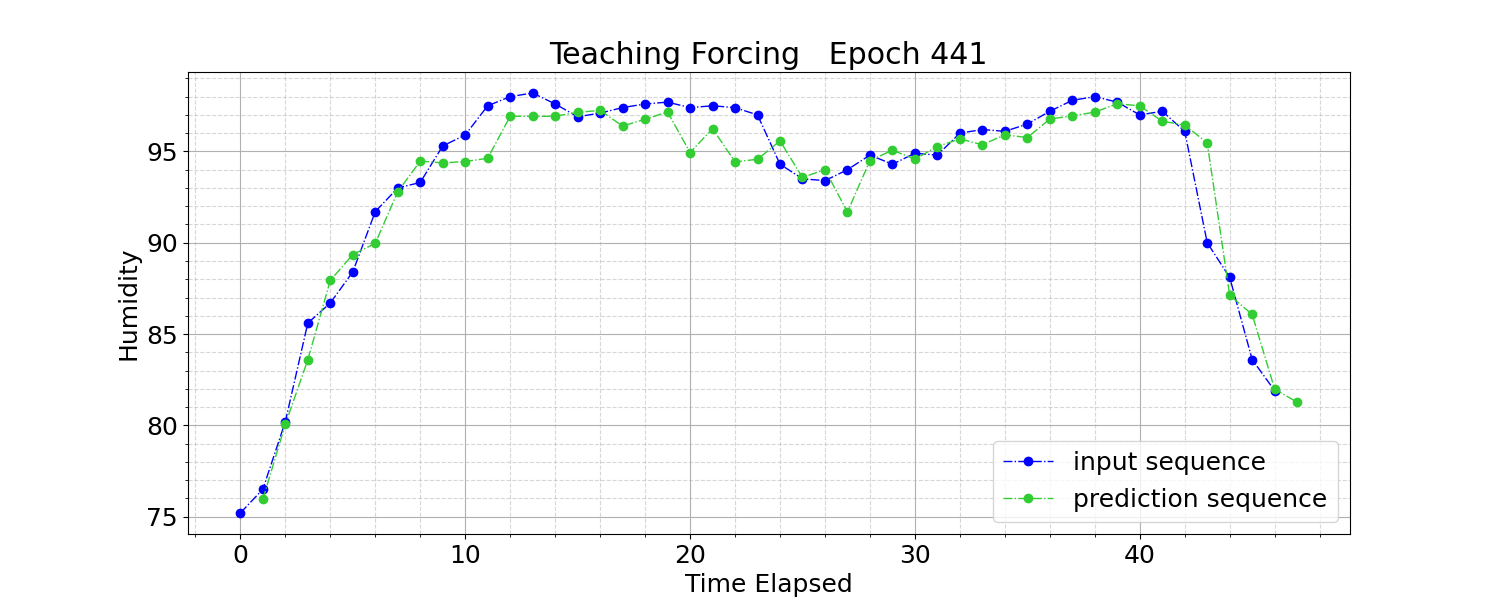 Teaching Forcing   Epoch 441
Humidity
95
90
85
80
75
0 10 20 30 40
Time Elapsed
input sequence
prediction sequence